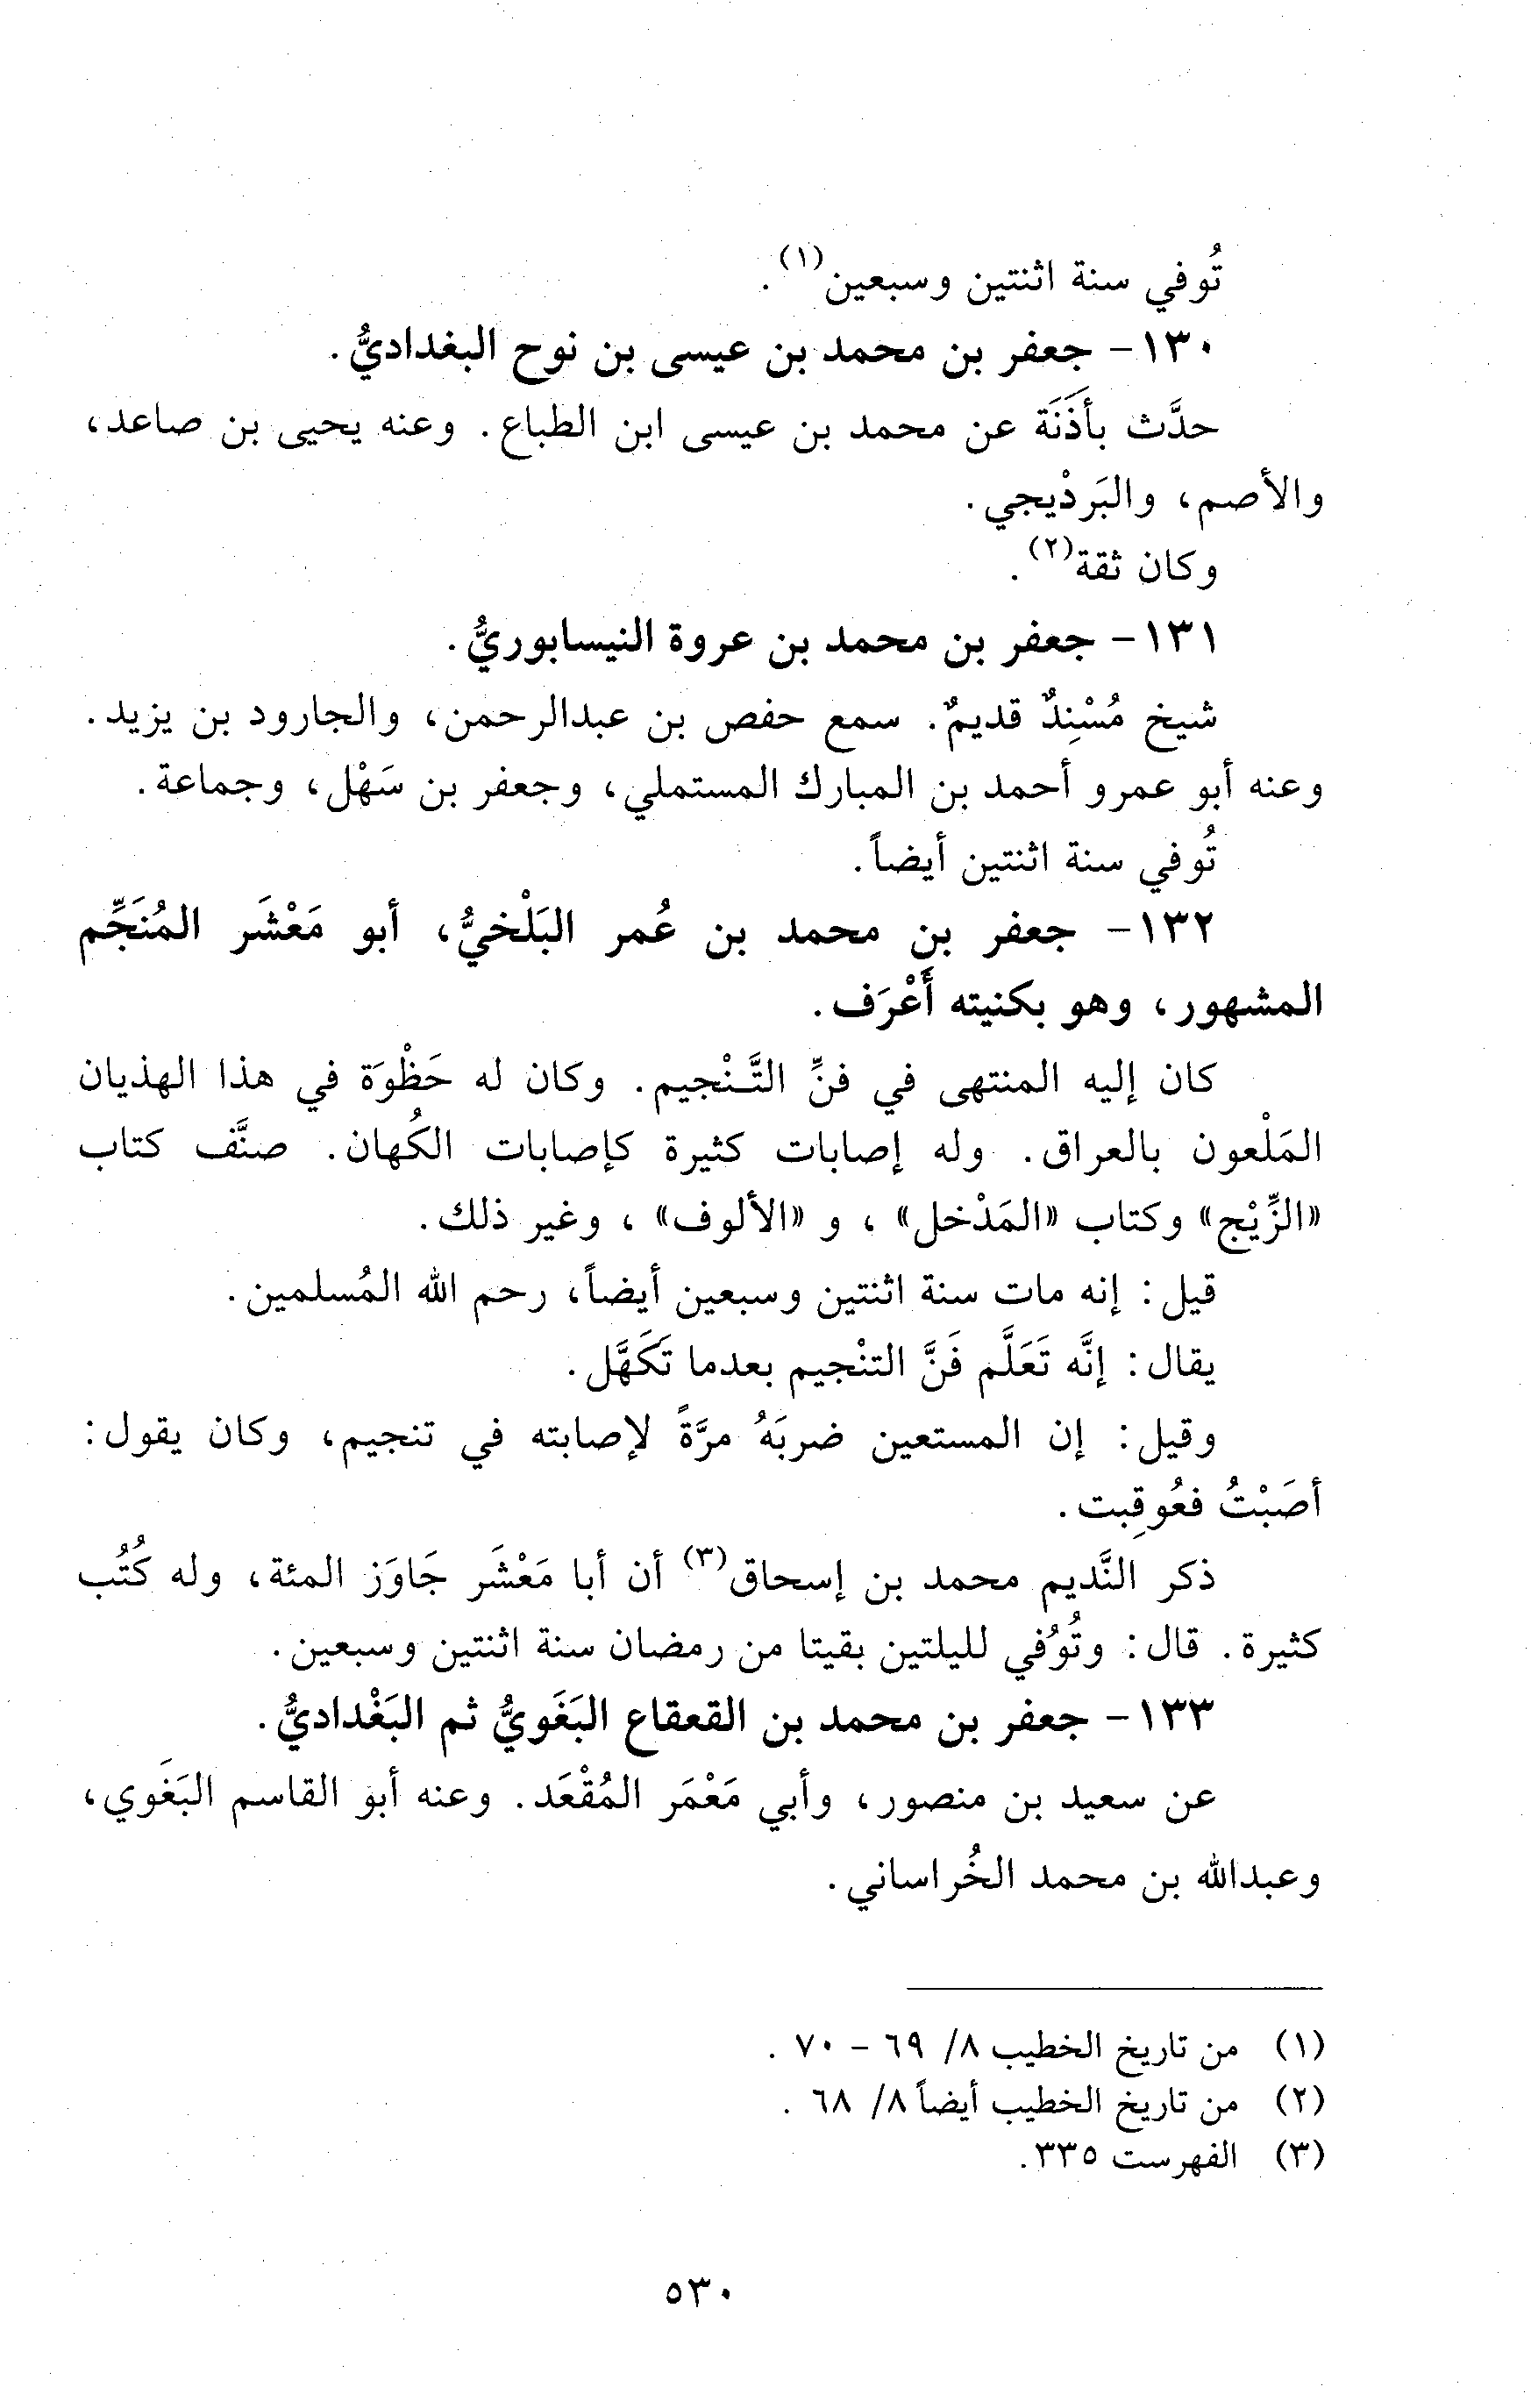 تُوفي سنة اثنتين وسبعين(١).
١٣٠- جعفر بن محمد بن عيسى بن نوح البغداديُّ.
حدَّث بأَذَنَة عن محمد بن عيسى ابن الطباع. وعنه يحيى بن صاعد،
والأصم، والبَرذْيجي.
وكان ثقة(٢).
١٣١- جعفر بن محمد بن عروة النيسابوريُّ.
شيخ مُسْنِدٌ قديمٌ. سمع حفص بن عبدالرحمن، والجارود بن يزيد.
وعنه أبو عمرو أحمد بن المبارك المستملي، وجعفر بن سَهْل، وجماعة.
تُوفي سنة اثنتين أيضاً.
١٣٢- جعفر بن محمد بن عُمر البَلْخيُّ، أبو مَعْشَر المُنَجِّم
المشهور، وهو بكنيته أَعْرَف.
كان إليه المنتهى في فنِّ التَّـنْجيم. وكان له حَظْوَة في هذا الهذيان
المَلْعون بالعراق. وله إصابات كثيرة كإصابات الكُهان. صنَّف كتاب
«الزِّيْج» وكتاب «المَدْخل»، و «الألوف»، وغير ذلك.
قيل: إنه مات سنة اثنتين وسبعين أيضاً، رحم الله المُسلمين.
يقال: إنَّه تَعَلَّم فَنَّ التنْجيم بعدما تَكَهَّل.
وقيل: إن المستعين ضربَهُ مرَّةً لإصابته في تنجيم، وكان يقول:
أصَبْتُ فعُوقِبت.
ذكر النَّديم محمد بن إسحاق(٣) أن أبا مَعْشَر جَاوَز المئة، وله كُتُب
كثيرة. قال: وتُوُفي لليلتين بقيتا من رمضان سنة اثنتين وسبعين.
١٣٣- جعفر بن محمد بن القعقاع البَغَويُّ ثم البَغْداديُّ.
عن سعيد بن منصور، وأبي مَعْمَر المُقْعَد. وعنه أبو القاسم البَغَوي،
وعبدالله بن محمد الخُراساني.
(١) من تاريخ الخطيب ٨/ ٦٩ - ٧٠.
(٢) من تاريخ الخطيب أيضاً ٨/ ٦٨.
(٣) الفهرست ٣٣٥.
٥٣٠